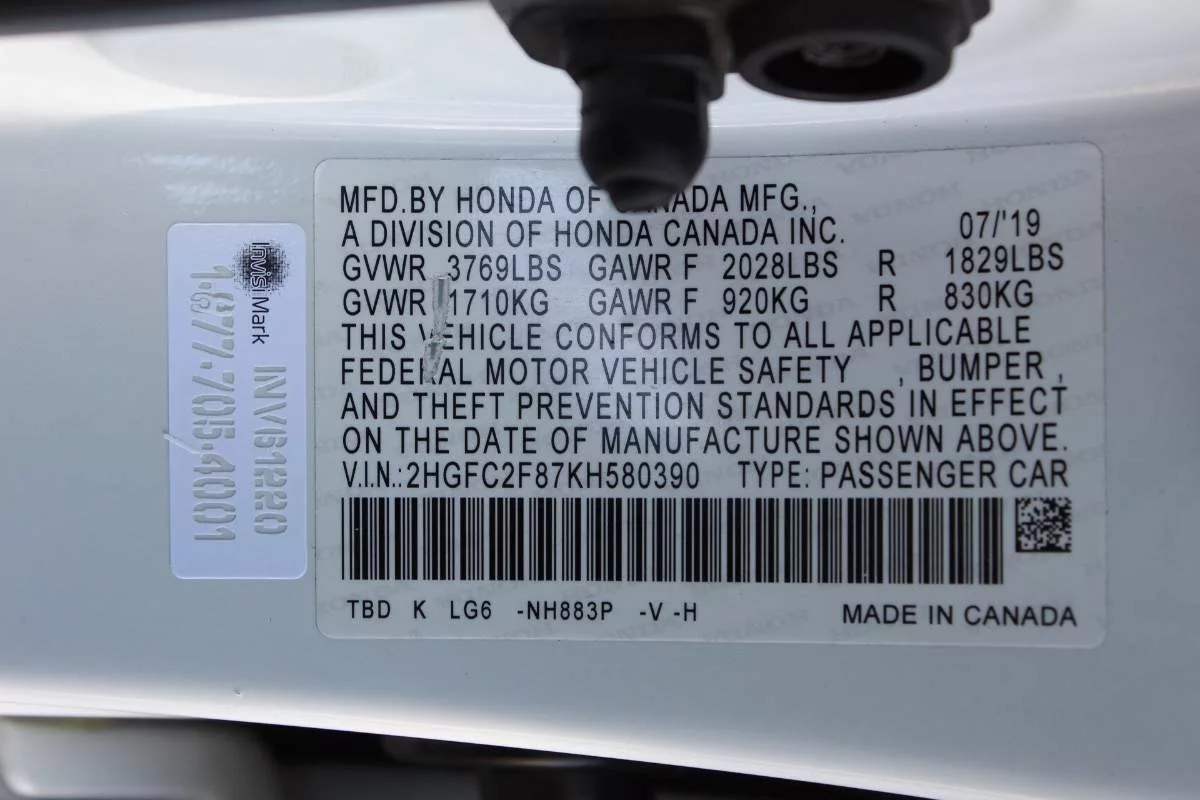 MFD.BY HONDA OF CANADA MFG.,
A DIVISION OF HONDA CANADA INC. 07/'19
GVWR 3769LBS GAWR F 2028LBS R 1829LBS
GVWR 1710KG GAWR F 920KG R 830KG
THIS VEHICLE CONFORMS TO ALL APPLICABLE
FEDERAL MOTOR VEHICLE SAFETY , BUMPER ,
AND THEFT PREVENTION STANDARDS IN EFFECT
ON THE DATE OF MANUFACTURE SHOWN ABOVE.
V.I.N.:2HGFC2F87KH580390 TYPE: PASSENGER CAR
TBD K LG6 -NH883P -V -H MADE IN CANADA
InvisiMark
1.877.705.4001